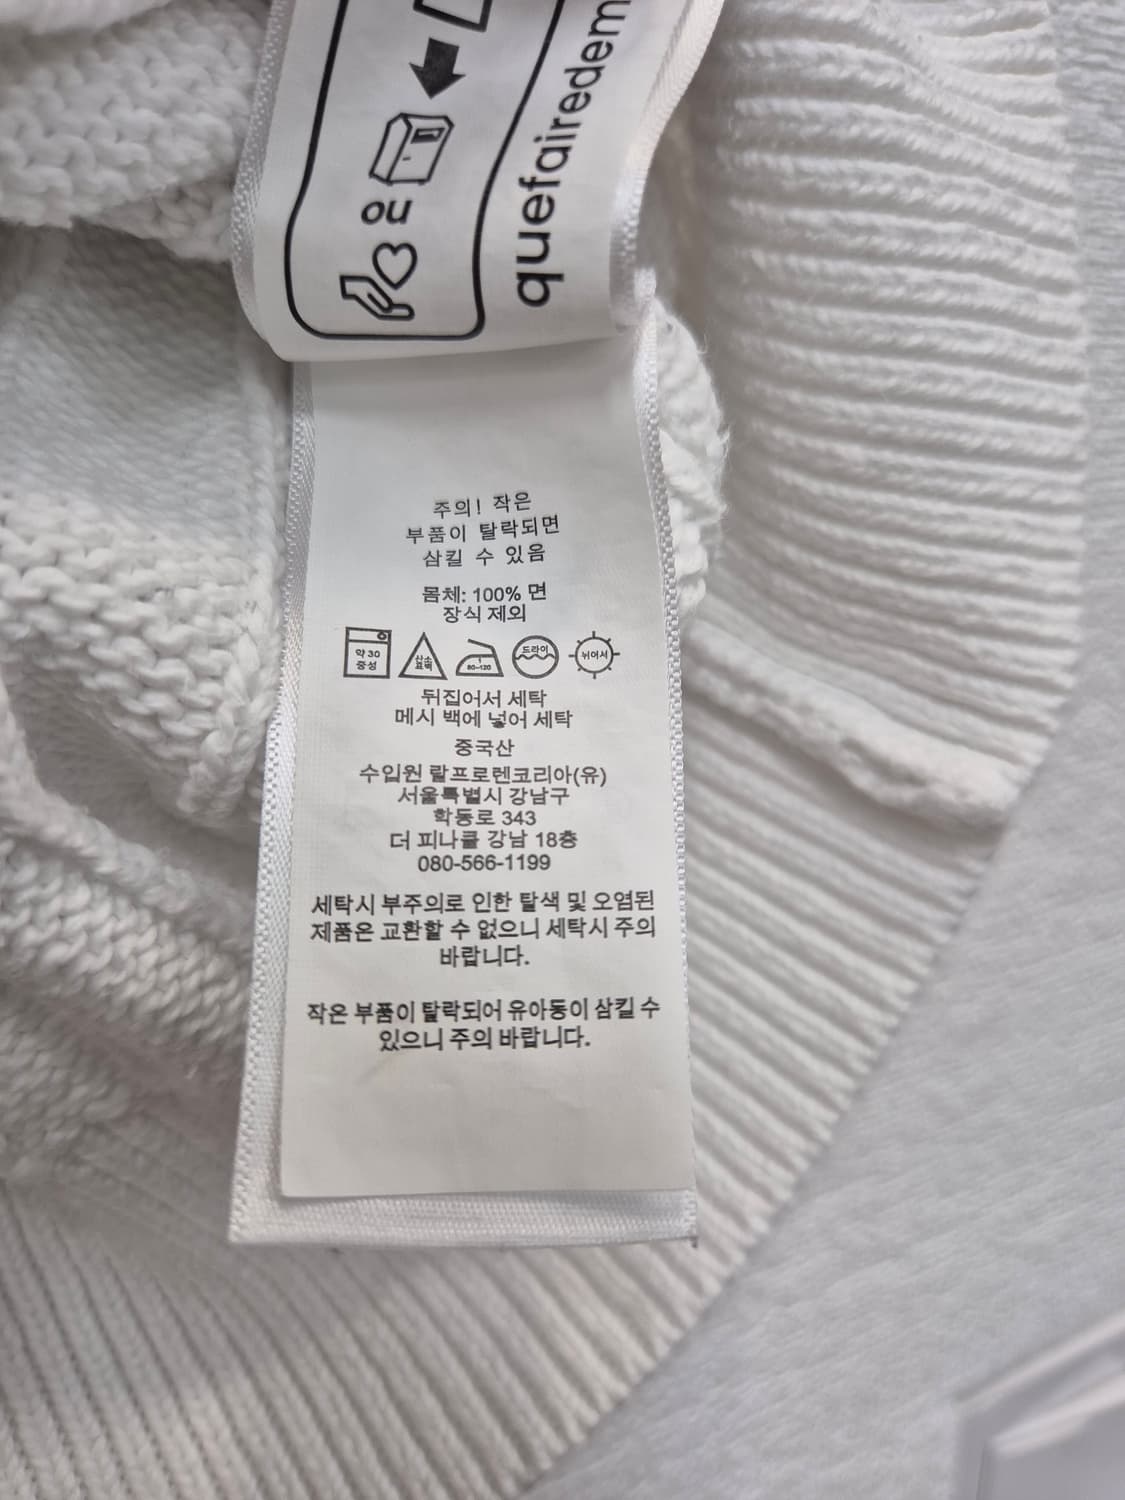 OU
quefairedem
주의! 작은
부품이 탈락되면
삼킬 수 있음
몸체: 100% 면
장식 제외
약 30
중성
산소
표백
80~120
드라이
뉘어서
뒤집어서 세탁
메시 백에 넣어 세탁
중국산
수입원 랄프로렌코리아(유)
서울특별시 강남구
학동로 343
더 피나클 강남 18층
080-566-1199
세탁시 부주의로 인한 탈색 및 오염된
제품은 교환할 수 없으니 세탁시 주의
바랍니다.
작은 부품이 탈락되어 유아동이 삼킬 수
있으니 주의 바랍니다.